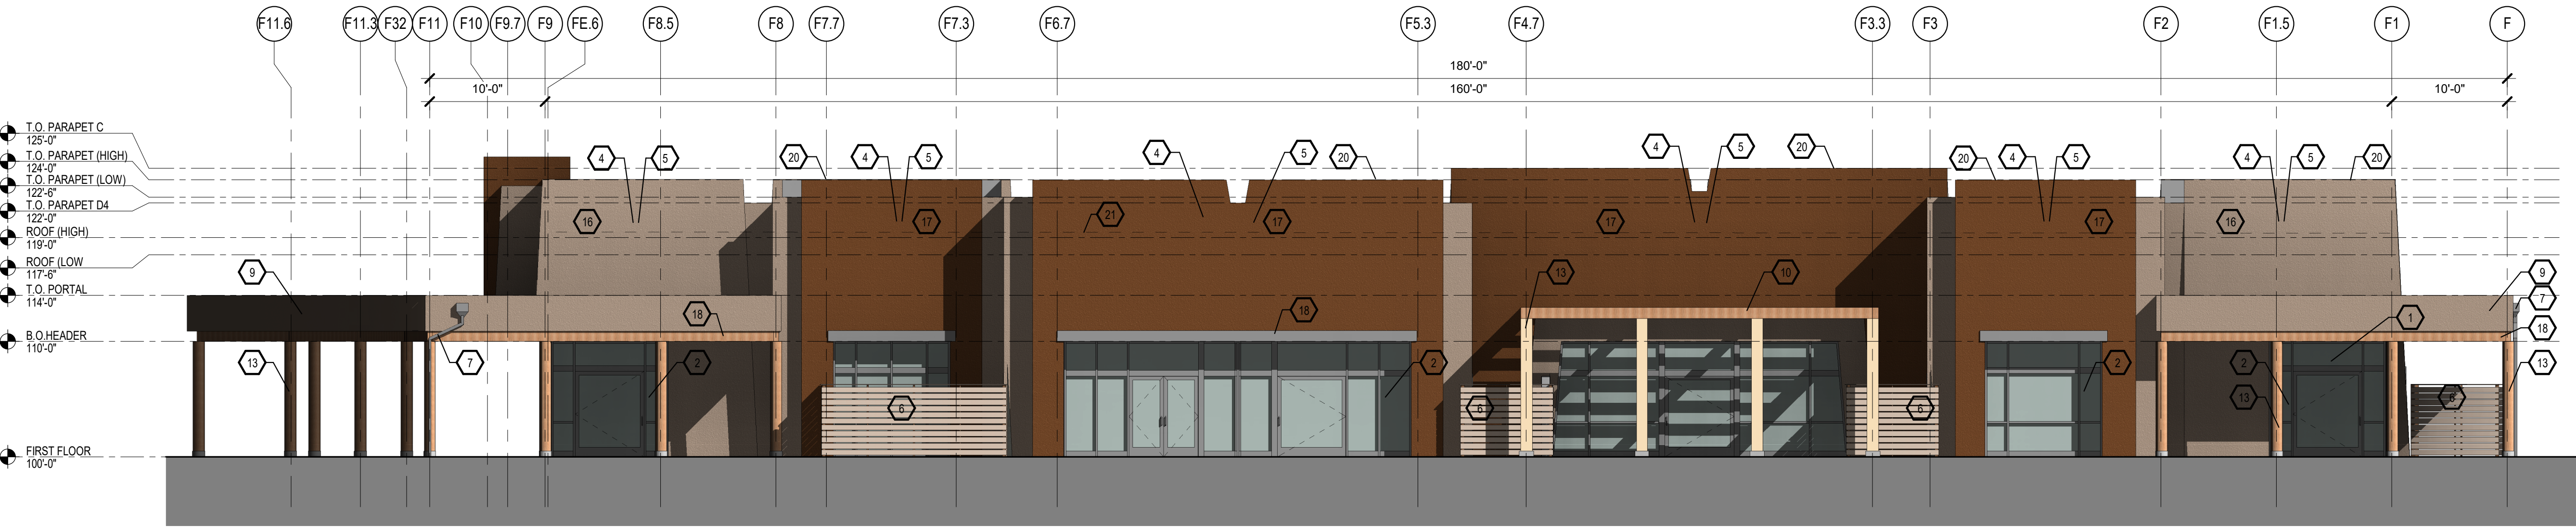 F11.6 F11.3 F32 F11 F10 F9.7 F9 FE.6 F8.5 F8 F7.7 F7.3 F6.7 F5.3 F4.7 F3.3 F3 F2 F1.5 F1 F
180'-0"
10'-0" 160'-0" 10'-0"
T.O. PARAPET C
125'-0"
T.O. PARAPET (HIGH)
124'-0"
T.O. PARAPET (LOW)
122'-6"
T.O. PARAPET D4
122'-0"
ROOF (HIGH)
119'-0"
ROOF (LOW
117'-6"
T.O. PORTAL
114'-0"
B.O.HEADER
110'-0"
FIRST FLOOR
100'-0"
4 5 20 4 5 4 5 20 4 5 20 20 4 5 4 5 20
16 17 21 17 17 17 16
9 13 10 9
7
18 18 1 18
13 7 2 2 2 2 13
6 6 6 13 6